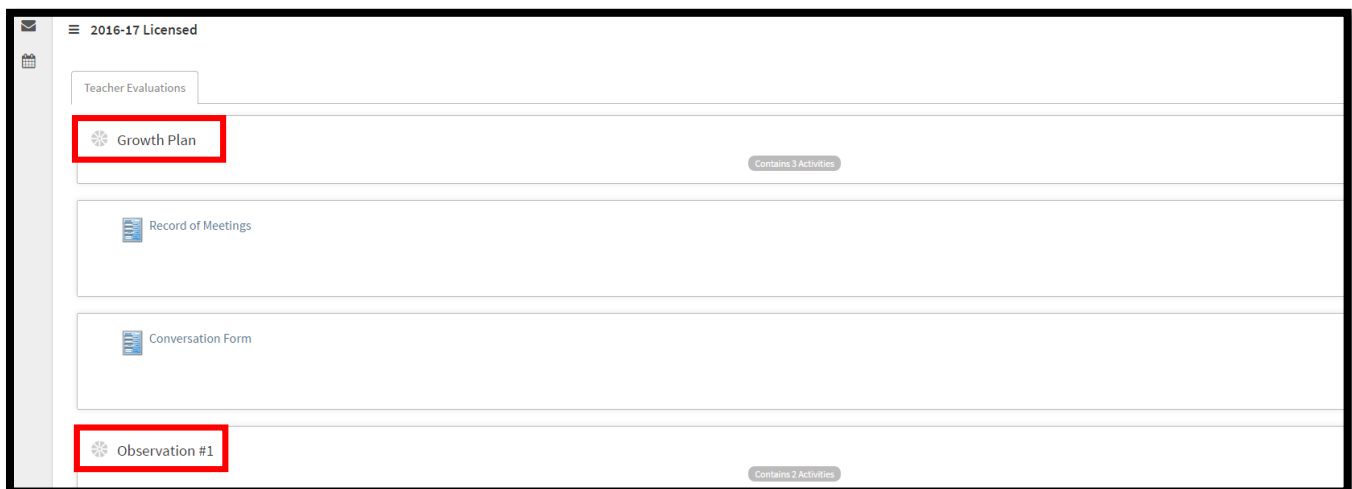 2016-17 Licensed
Teacher Evaluations
Growth Plan
Contains 3 Activities
Record of Meetings
Conversation Form
Observation #1
Contains 2 Activities